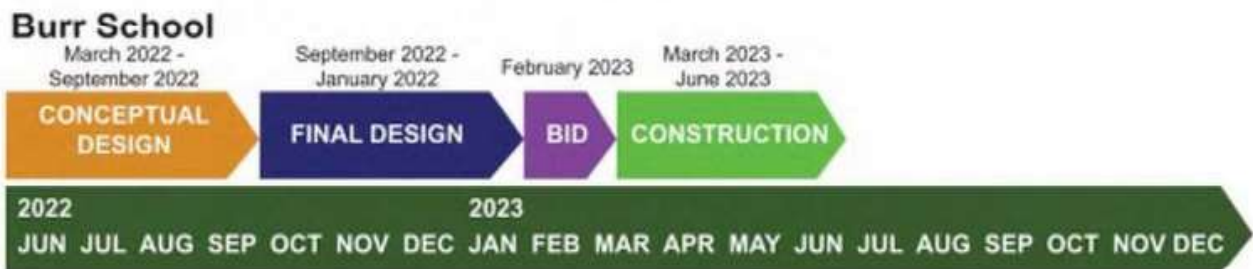 Burr School
March 2022 -
September 2022
September 2022 -
January 2022
February 2023
March 2023 -
June 2023
CONCEPTUAL
DESIGN
FINAL DESIGN
BID
CONSTRUCTION
2022
2023
JUN JUL AUG SEP OCT NOV DEC JAN FEB MAR APR MAY JUN JUL AUG SEP OCT NOV DEC